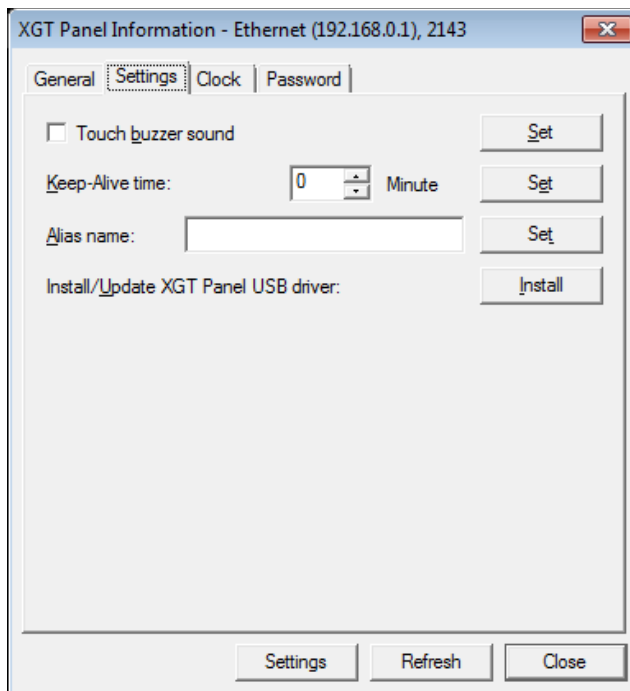 XGT Panel Information - Ethernet (192.168.0.1), 2143
General Settings Clock Password
Touch buzzer sound Set
Keep-Alive time: 0 Minute Set
Alias name: Set
Install/Update XGT Panel USB driver: Install
Settings Refresh Close